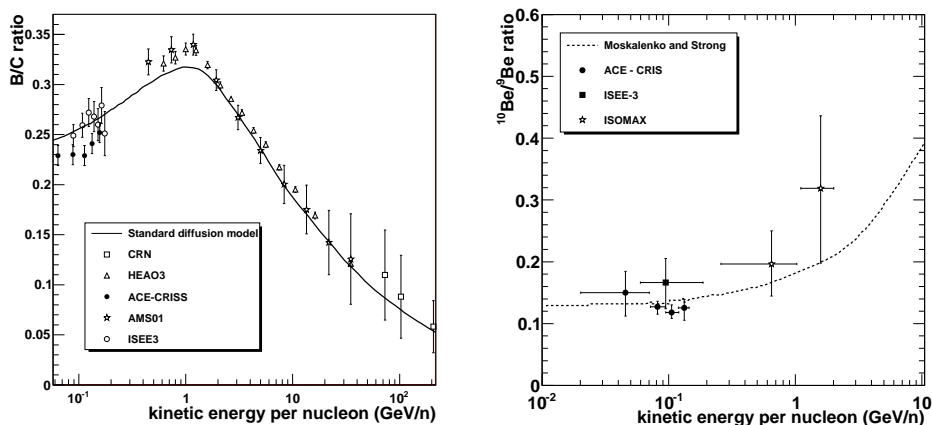 B/C ratio
0.35
0.3
0.25
0.2
0.15
0.1
0.05
0
Standard diffusion model
CRN
HEAO3
ACE-CRISS
AMS01
ISEE3
10⁻¹ 1 10 10²
kinetic energy per nucleon (GeV/n)
¹⁰Be/⁹Be ratio
0.6
0.5
0.4
0.3
0.2
0.1
0
Moskalenko and Strong
ACE - CRIS
ISEE-3
ISOMAX
10⁻² 10⁻¹ 1 10
kinetic energy per nucleon (GeV/n)